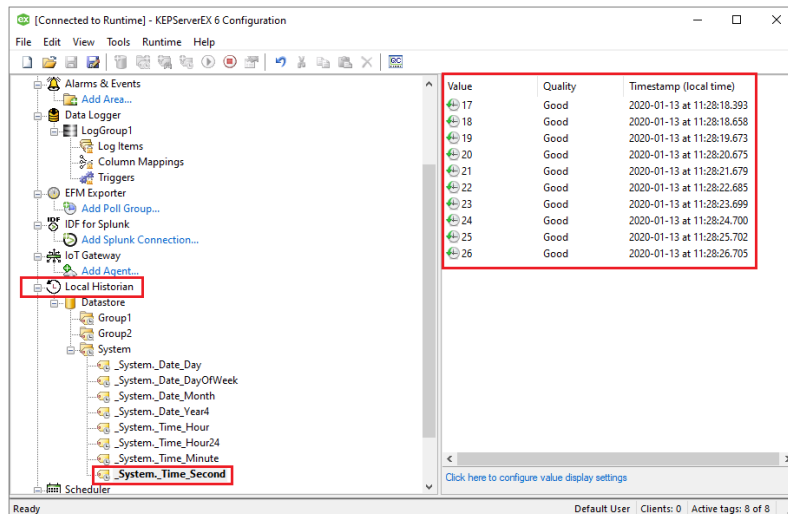 [Connected to Runtime] - KEPServerEX 6 Configuration
File Edit View Tools Runtime Help
Alarms & Events
Add Area...
Data Logger
LogGroup1
Log Items
Column Mappings
Triggers
EFM Exporter
Add Poll Group...
IDF for Splunk
Add Splunk Connection...
IoT Gateway
Add Agent...
Local Historian
Datastore
Group1
Group2
System
_System._Date_Day
_System._Date_DayOfWeek
_System._Date_Month
_System._Date_Year4
_System._Time_Hour
_System._Time_Hour24
_System._Time_Minute
_System._Time_Second
Scheduler
Value Quality Timestamp (local time)
17 Good 2020-01-13 at 11:28:18.393
18 Good 2020-01-13 at 11:28:18.658
19 Good 2020-01-13 at 11:28:19.673
20 Good 2020-01-13 at 11:28:20.675
21 Good 2020-01-13 at 11:28:21.679
22 Good 2020-01-13 at 11:28:22.685
23 Good 2020-01-13 at 11:28:23.699
24 Good 2020-01-13 at 11:28:24.700
25 Good 2020-01-13 at 11:28:25.702
26 Good 2020-01-13 at 11:28:26.705
Click here to configure value display settings
Ready Default User Clients: 0 Active tags: 8 of 8